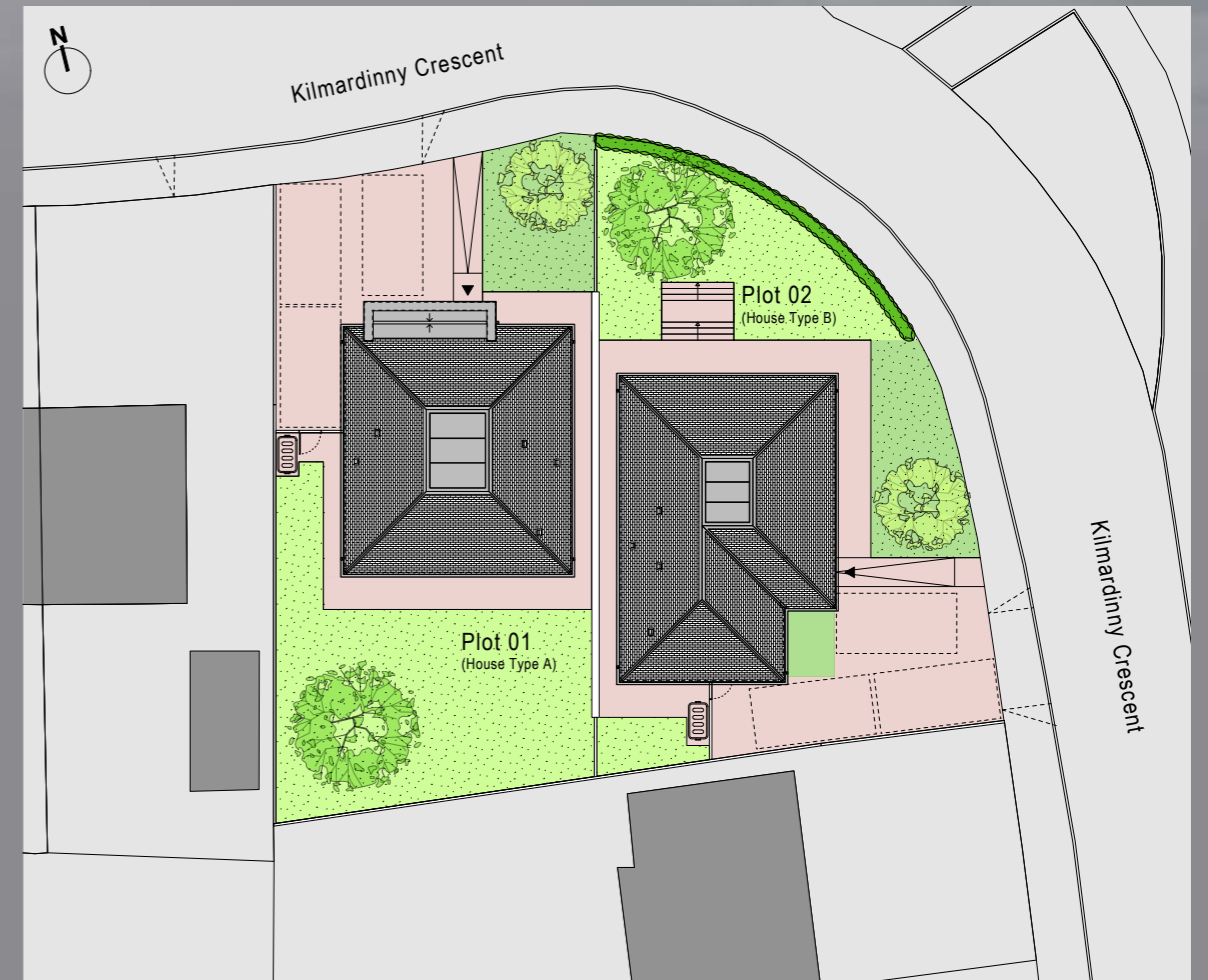 N
Kilmardinny Crescent
Plot 02
(House Type B)
Kilmardinny Crescent
Plot 01
(House Type A)